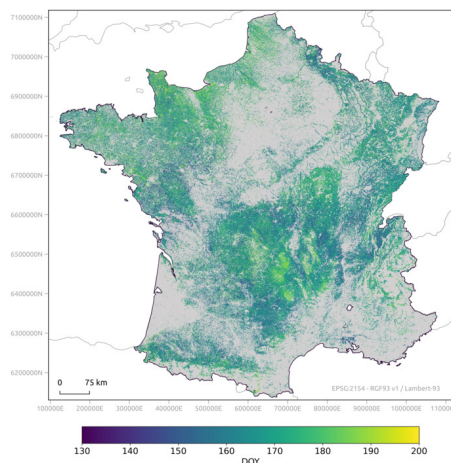 7100000N
7000000N
6900000N
6800000N
6700000N
6600000N
6500000N
6400000N
6300000N
6200000N
0 75 km
EPSG:2154 - RGF93 v1 / Lambert-93
100000E 200000E 300000E 400000E 500000E 600000E 700000E 800000E 900000E 1000000E 110
130 140 150 160 170 180 190 200
DOY